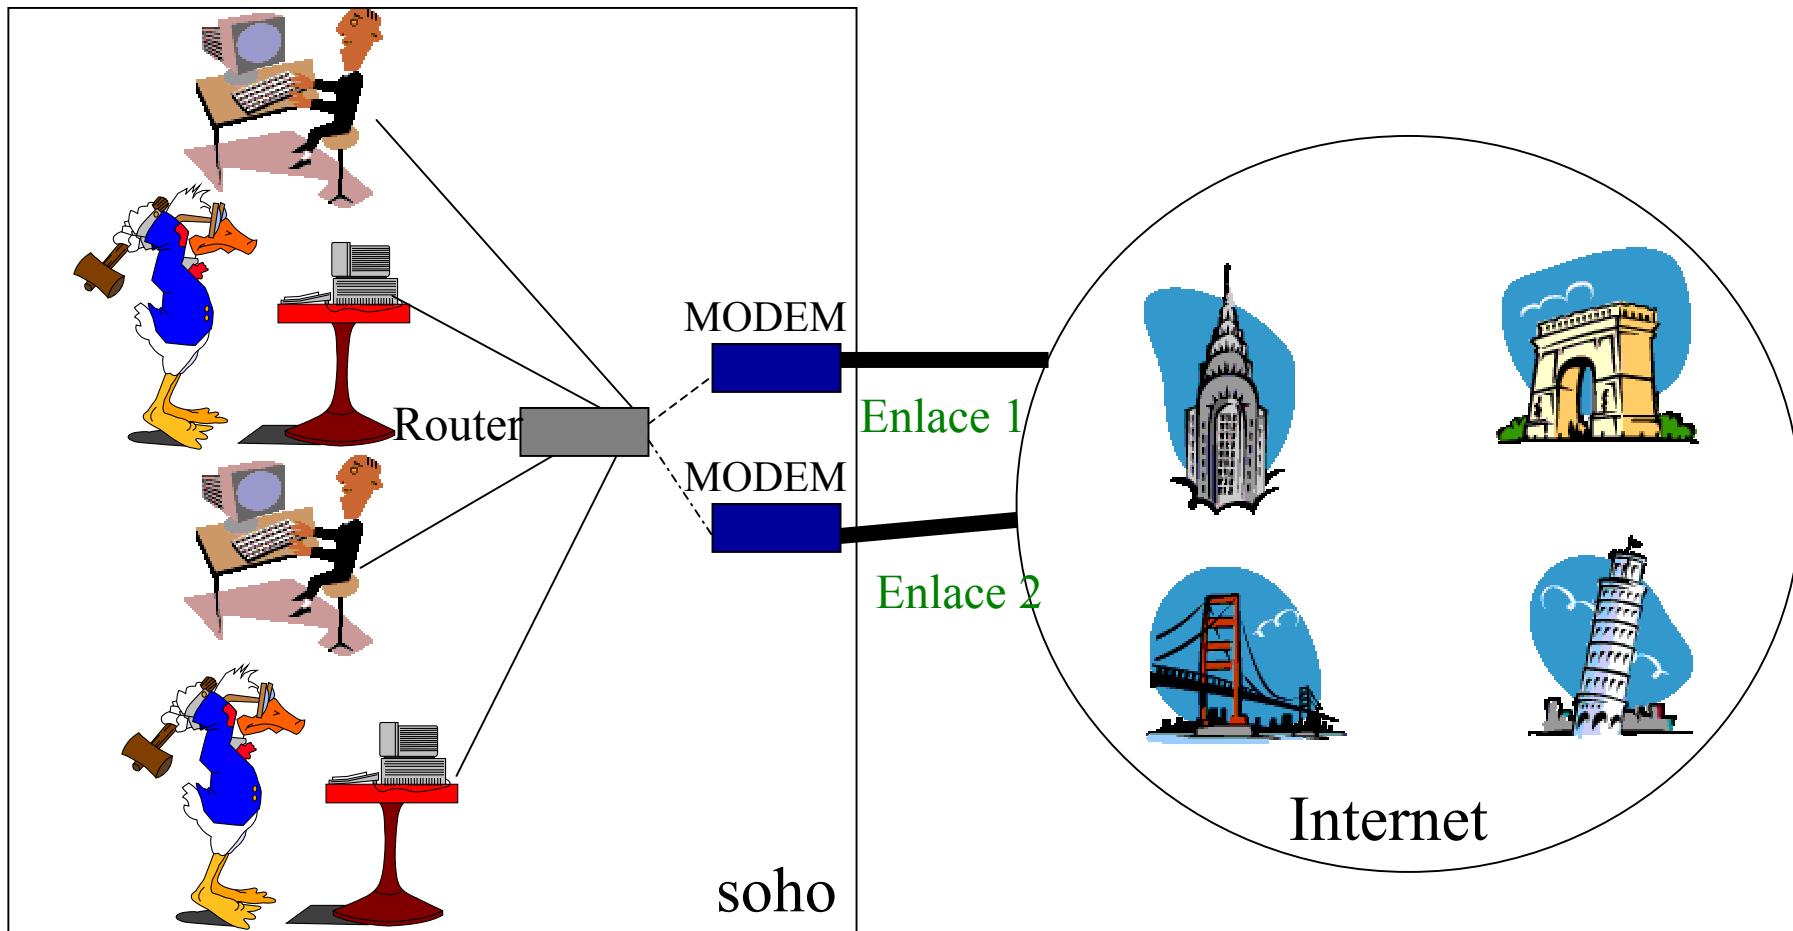 MODEM
Enlace 1
Router
MODEM
Enlace 2
Internet
soho